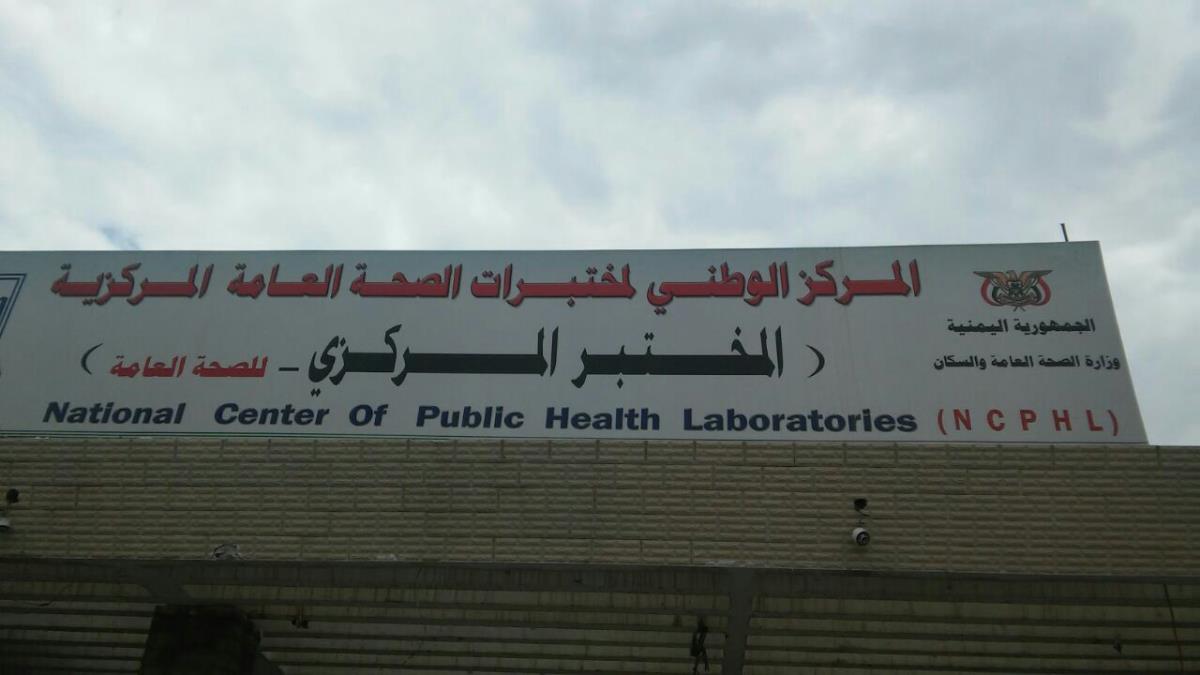 الجمهورية اليمنية
وزارة الصحة العامة والسكان
المركز الوطني لمختبرات الصحة العامة المركزية
( المختبر المركزي – للصحة العامة )
National Center Of Public Health Laboratories (NCPHL)